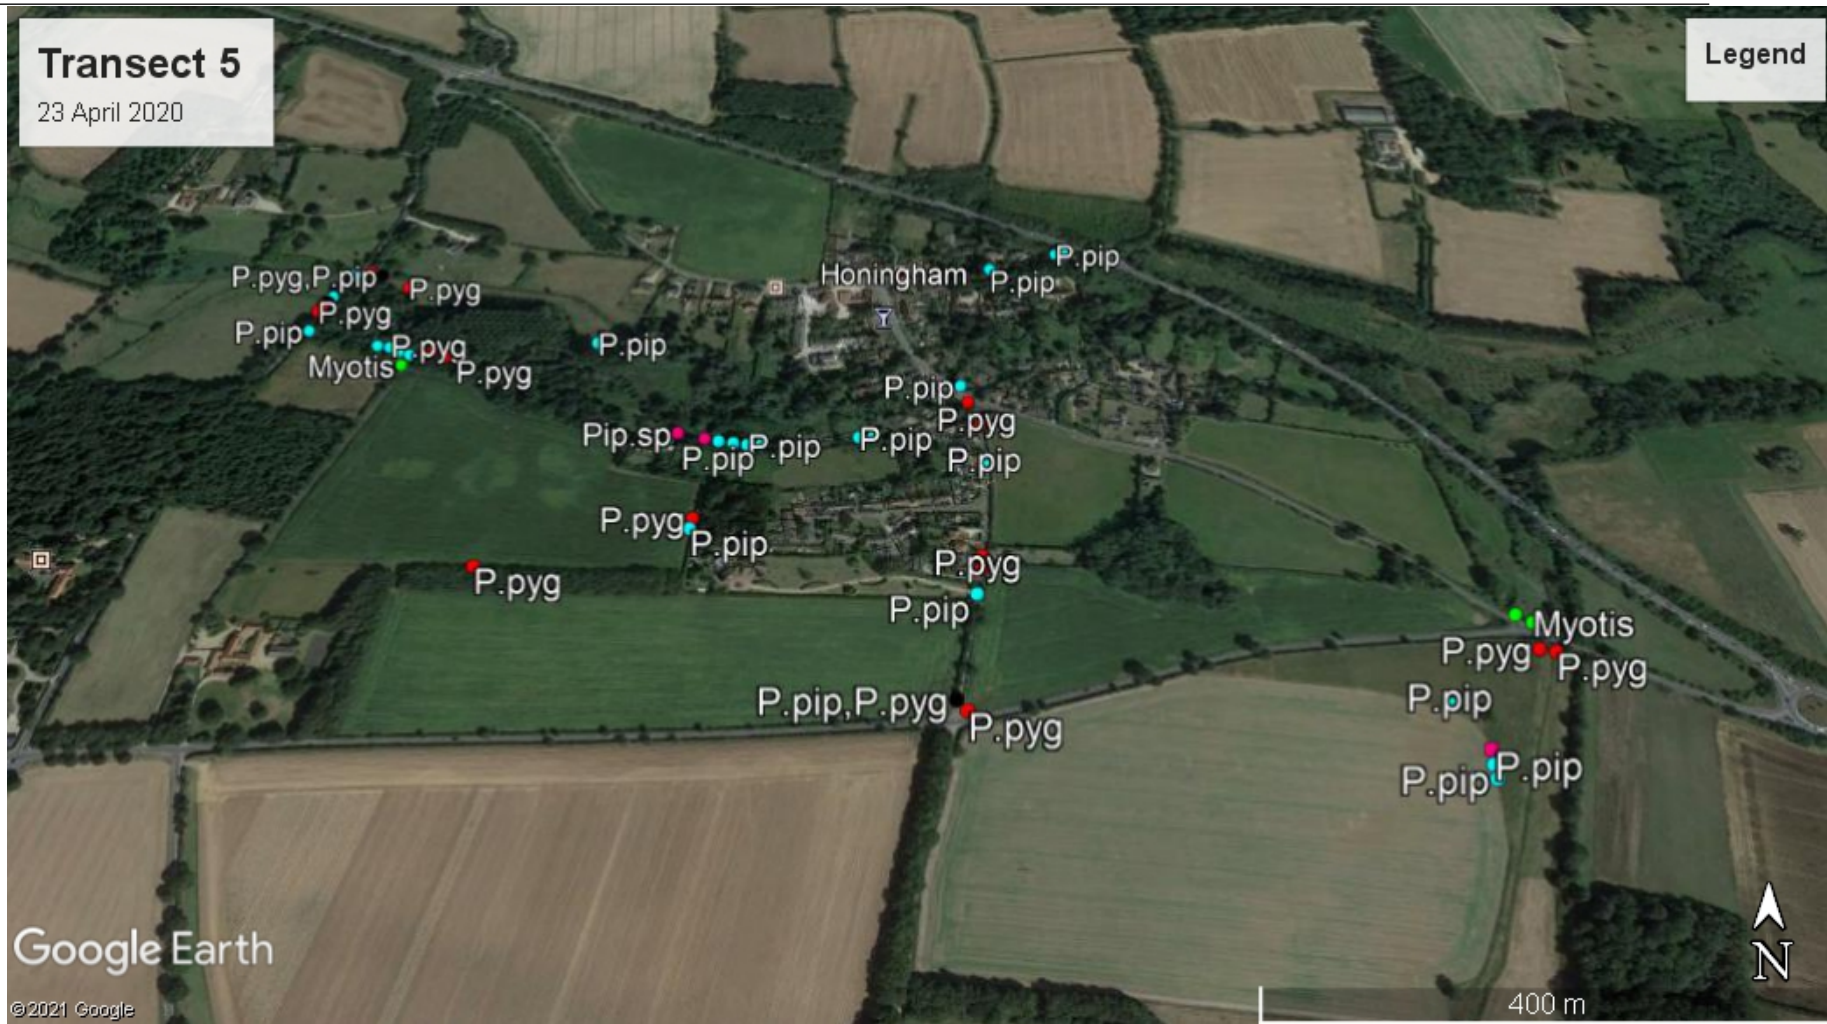 Transect 5
23 April 2020
Legend
P.pip
P.pyg,P.pip
Honingham
P.pip
P.pyg
P.pyg
P.pip
P.pip
P.pyg
Myotis
P.pyg
P.pip
P.pyg
Pip.sp
P.pip
P.pip
P.pip
P.pip
P.pyg
P.pip
P.pyg
P.pyg
P.pip
Myotis
P.pyg
P.pyg
P.pip,P.pyg
P.pip
P.pyg
P.pip
P.pip
N
Google Earth
©2021 Google
400 m